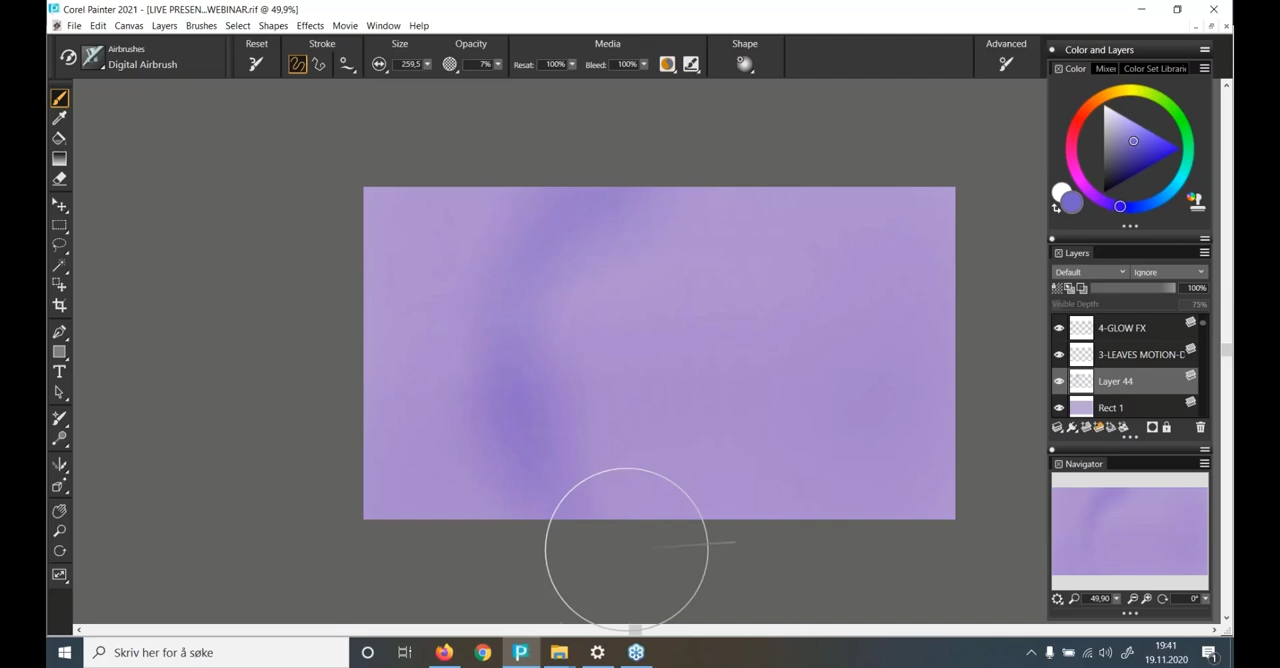 Corel Painter 2021 - [LIVE PRESEN...WEBINAR.rif @ 49,9%]
File Edit Canvas Layers Brushes Select Shapes Effects Movie Window Help
Airbrushes
Digital Airbrush
Reset Stroke Size Opacity Media Shape Advanced
259,5 7% Resat: 100% Bleed: 100%
Color and Layers
Color Mixer Color Set Librari
Layers
Default Ignore
100%
Visible Depth: 75%
4-GLOW FX
3-LEAVES MOTION-D
Layer 44
Rect 1
Navigator
49,90 0°
Skriv her for å søke
19:41
19.11.2020